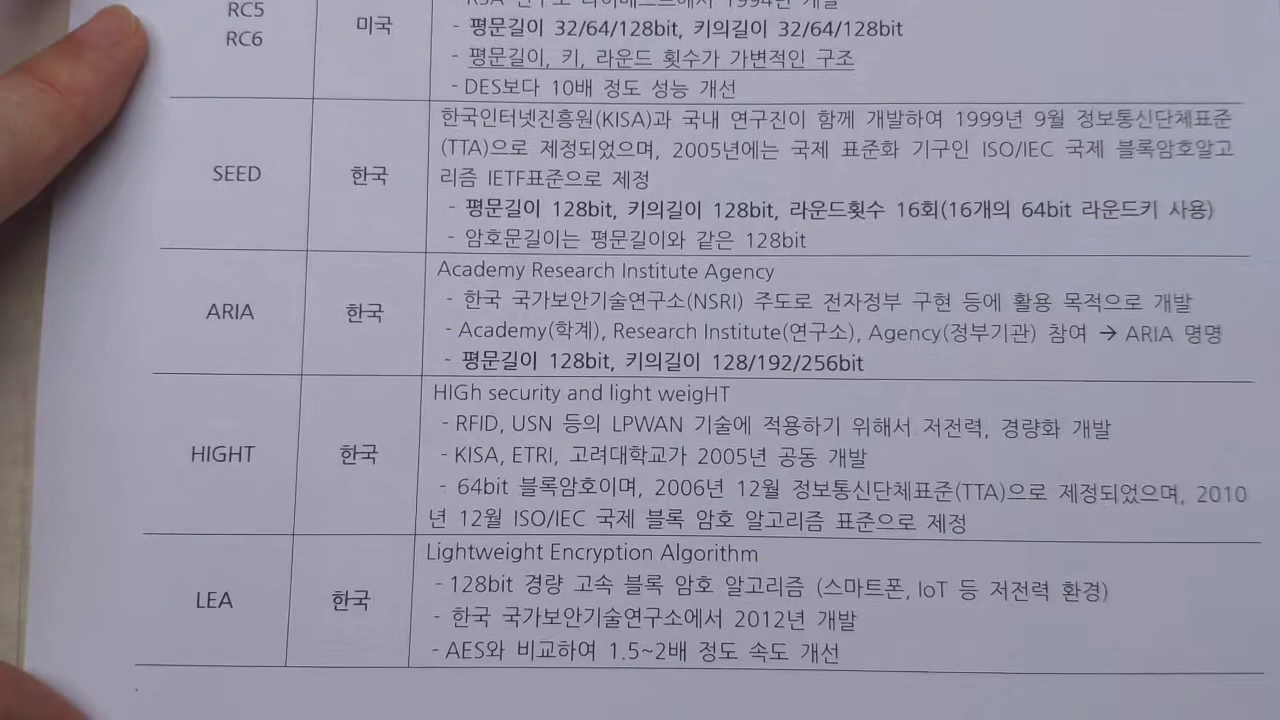 RC5
RC6
미국
1994년 개발
- 평문길이 32/64/128bit, 키의길이 32/64/128bit
- 평문길이, 키, 라운드 횟수가 가변적인 구조
- DES보다 10배 정도 성능 개선
SEED
한국
한국인터넷진흥원(KISA)과 국내 연구진이 함께 개발하여 1999년 9월 정보통신단체표준
(TTA)으로 제정되었으며, 2005년에는 국제 표준화 기구인 ISO/IEC 국제 블록암호알고
리즘 IETF표준으로 제정
- 평문길이 128bit, 키의길이 128bit, 라운드횟수 16회(16개의 64bit 라운드키 사용)
- 암호문길이는 평문길이와 같은 128bit
ARIA
한국
Academy Research Institute Agency
- 한국 국가보안기술연구소(NSRI) 주도로 전자정부 구현 등에 활용 목적으로 개발
- Academy(학계), Research Institute(연구소), Agency(정부기관) 참여 → ARIA 명명
- 평문길이 128bit, 키의길이 128/192/256bit
HIGHT
한국
HIGh security and light weigHT
- RFID, USN 등의 LPWAN 기술에 적용하기 위해서 저전력, 경량화 개발
- KISA, ETRI, 고려대학교가 2005년 공동 개발
- 64bit 블록암호이며, 2006년 12월 정보통신단체표준(TTA)으로 제정되었으며, 2010
년 12월 ISO/IEC 국제 블록 암호 알고리즘 표준으로 제정
LEA
한국
Lightweight Encryption Algorithm
- 128bit 경량 고속 블록 암호 알고리즘 (스마트폰, IoT 등 저전력 환경)
- 한국 국가보안기술연구소에서 2012년 개발
- AES와 비교하여 1.5~2배 정도 속도 개선